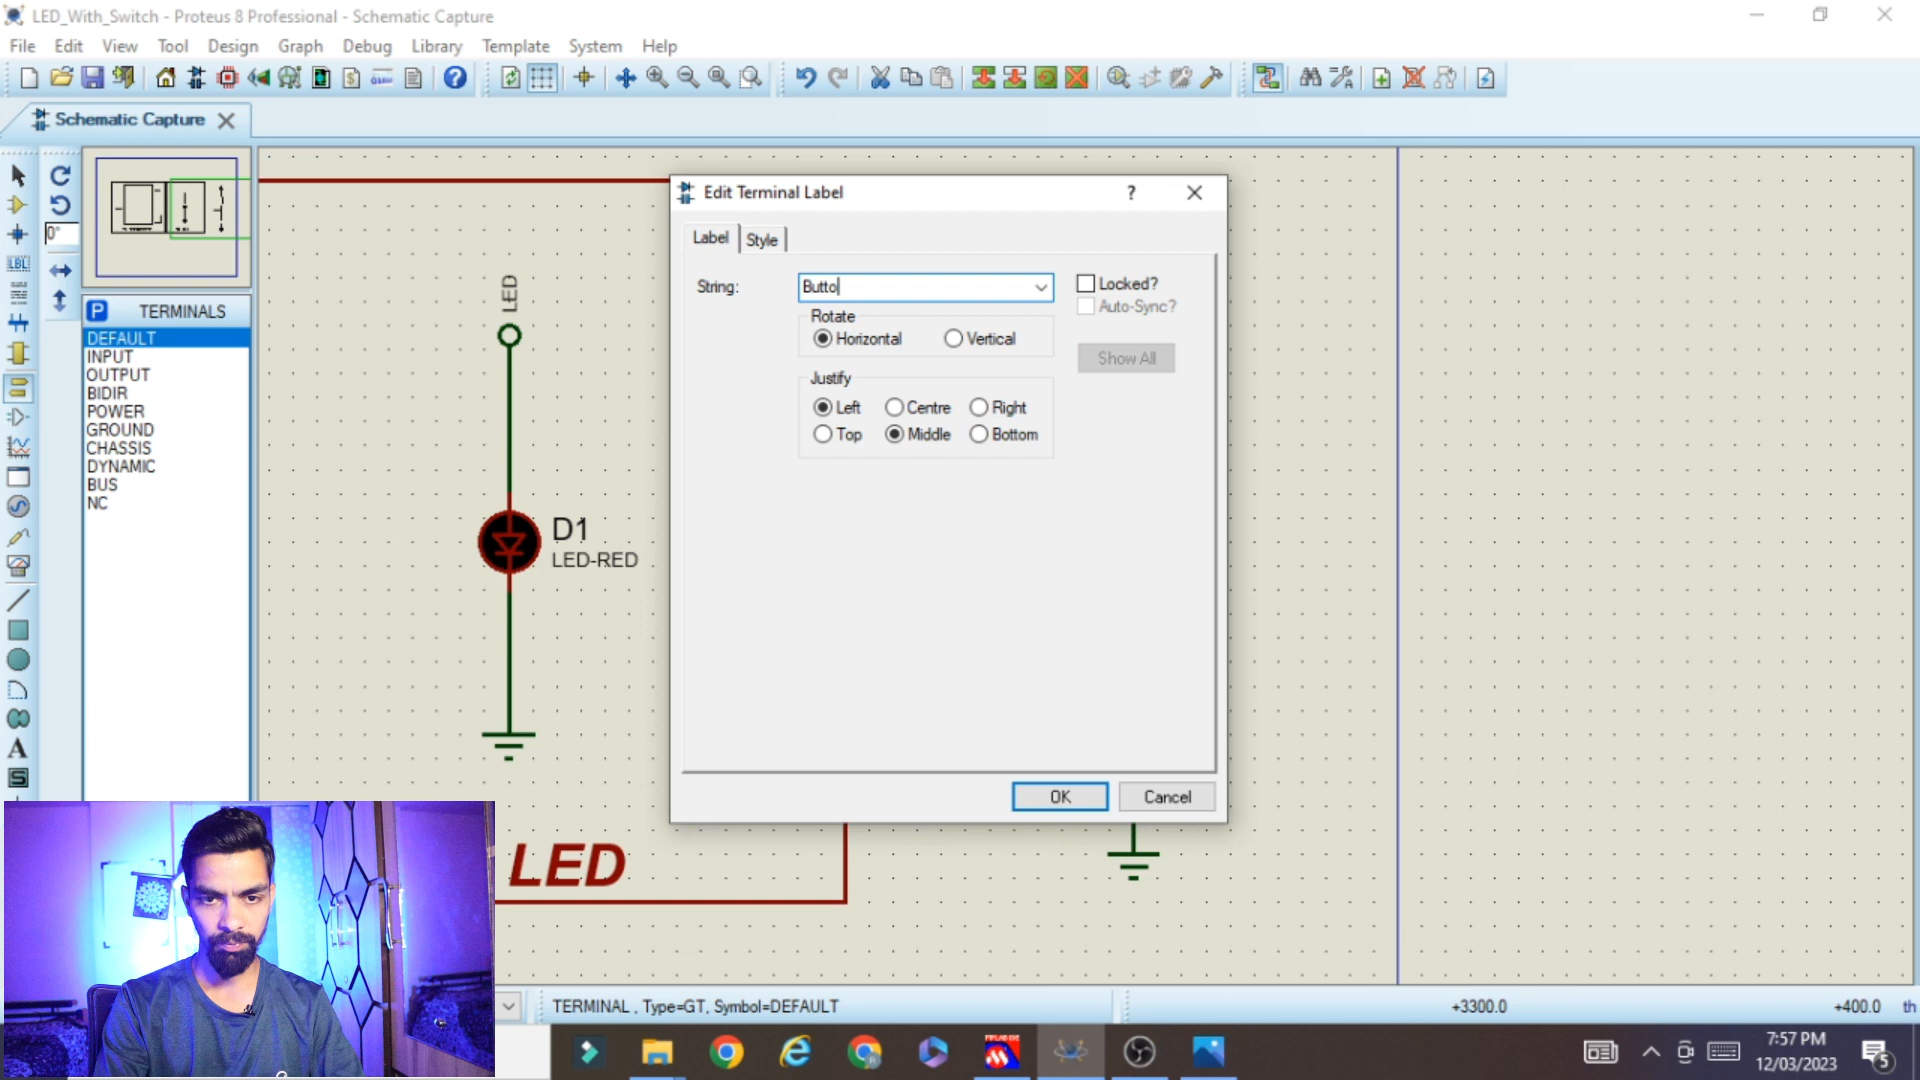 LED_With_Switch - Proteus 8 Professional - Schematic Capture
File Edit View Tool Design Graph Debug Library Template System Help
Schematic Capture
0°
LBL
P TERMINALS
DEFAULT
INPUT
OUTPUT
BIDIR
POWER
GROUND
CHASSIS
DYNAMIC
BUS
NC
A
S
LED
D1
LED-RED
LED
Edit Terminal Label ?
Label Style
String: Butto
Locked?
Auto-Sync?
Rotate
Horizontal Vertical
Show All
Justify
Left Centre Right
Top Middle Bottom
OK Cancel
TERMINAL , Type=GT, Symbol=DEFAULT
+3300.0 +400.0 th
7:57 PM
12/03/2023
5